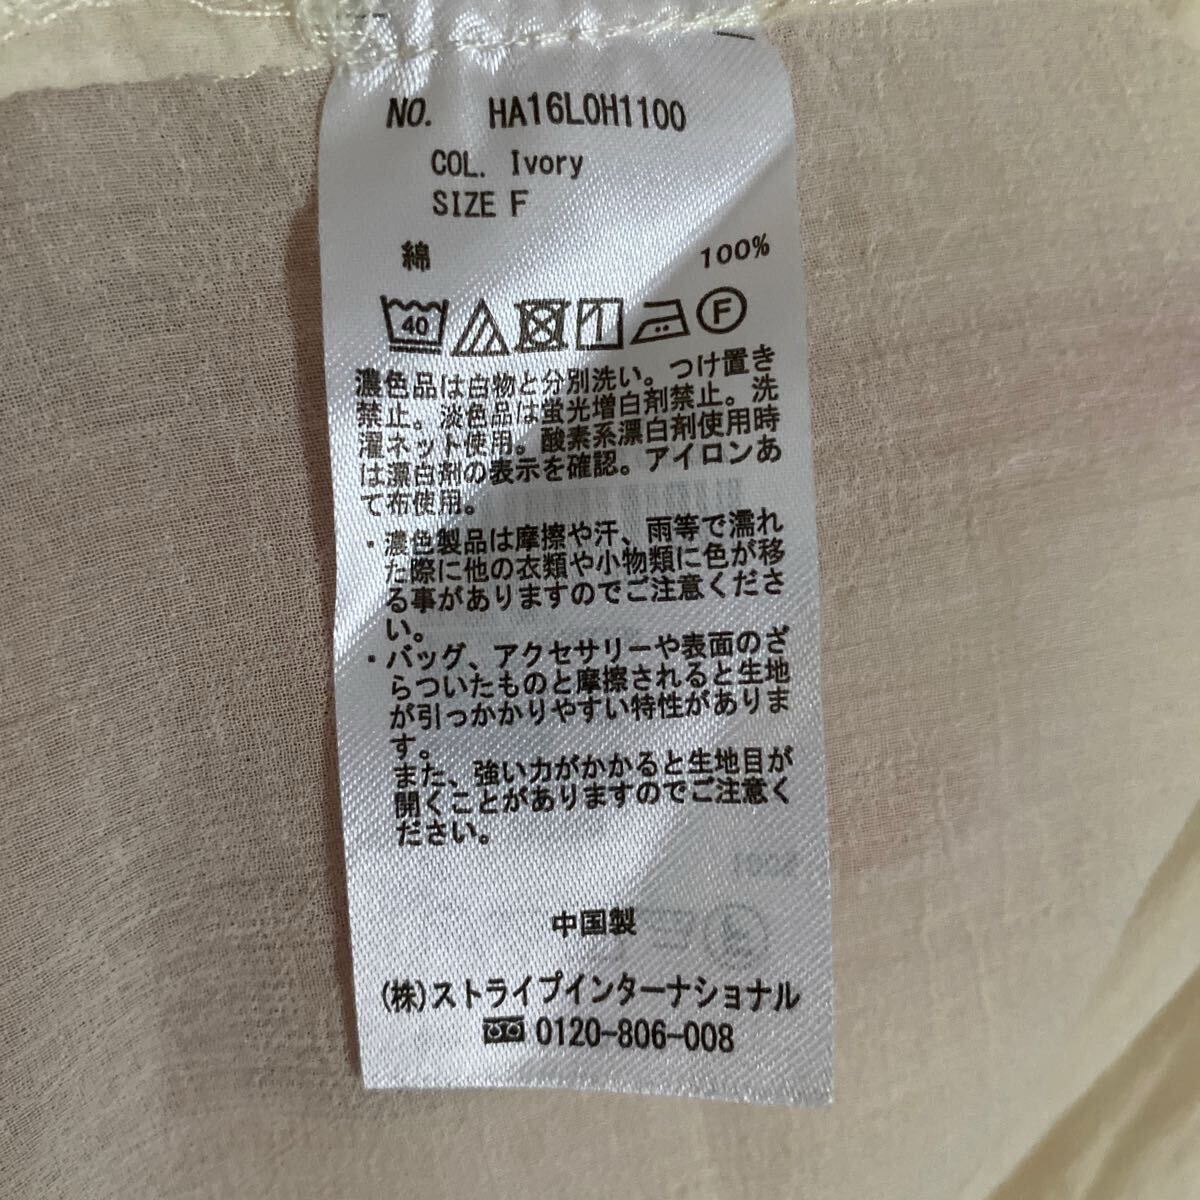 NO. HA16L0H1100
COL. Ivory
SIZE F
綿 100%
40 F
濃色品は白物と分別洗い。つけ置き
禁止。淡色品は蛍光増白剤禁止。洗
濯ネット使用。酸素系漂白剤使用時
は漂白剤の表示を確認。アイロンあ
て布使用。
・濃色製品は摩擦や汗、雨等で濡れ
た際に他の衣類や小物類に色が移
る事がありますのでご注意くださ
い。
・バッグ、アクセサリーや表面のざ
らついたものと摩擦されると生地
が引っかかりやすい特性がありま
す。
また、強い力がかかると生地目が
開くことがありますのでご注意く
ださい。
中国製
(株)ストライプインターナショナル
0120-806-008